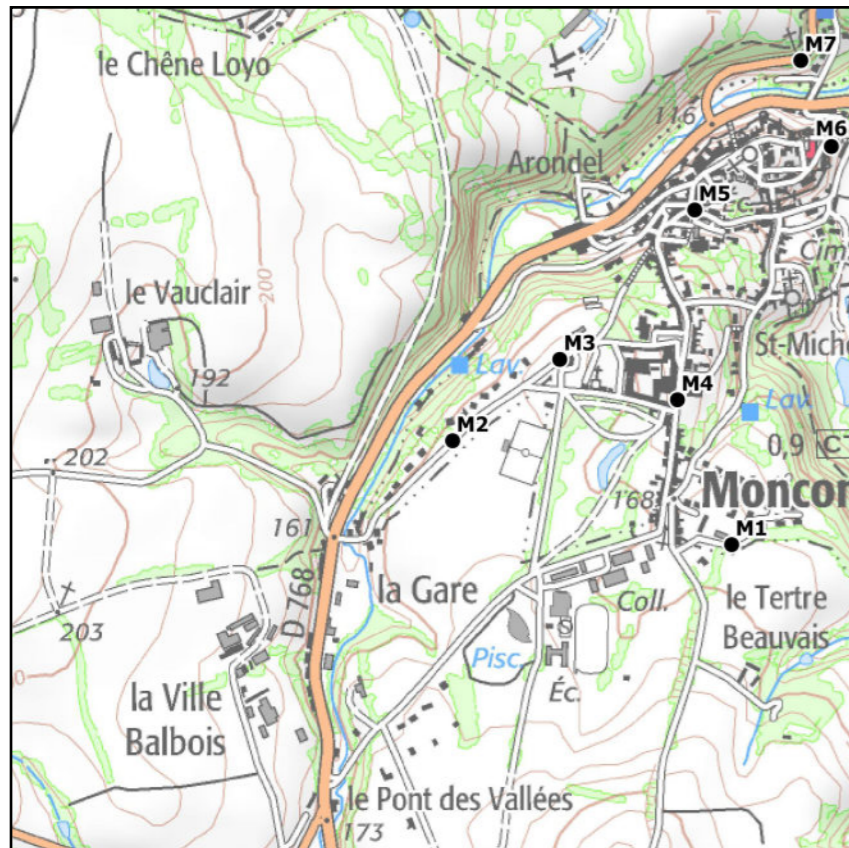 le Chêne Loyo
M7
116
M6
Arondel
M5
C.
Cim.
200
le Vauclair
M3
St-Miche
Lav.
192
M4
Lav.
M2
0,9
202
168
Moncon
161
M1
D 768
la Gare
Coll.
le Tertre
Beauvais
203
Pisc.
Éc.
la Ville
Balbois
le Pont des Vallées
173